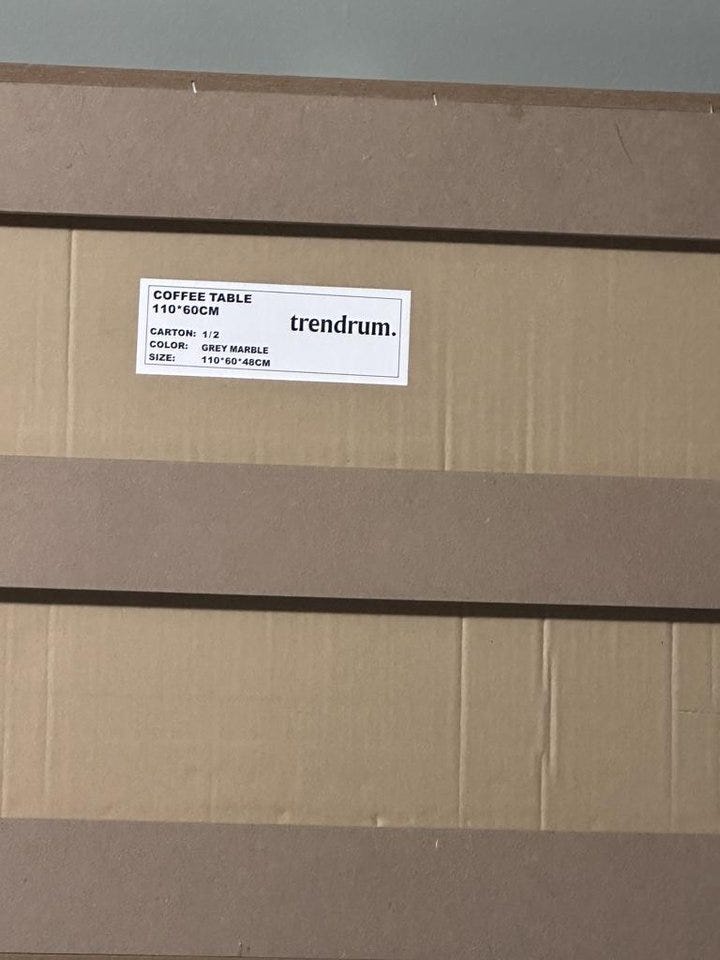 COFFEE TABLE
110*60CM
trendrum.
CARTON: 1/2
COLOR: GREY MARBLE
SIZE: 110*60*48CM